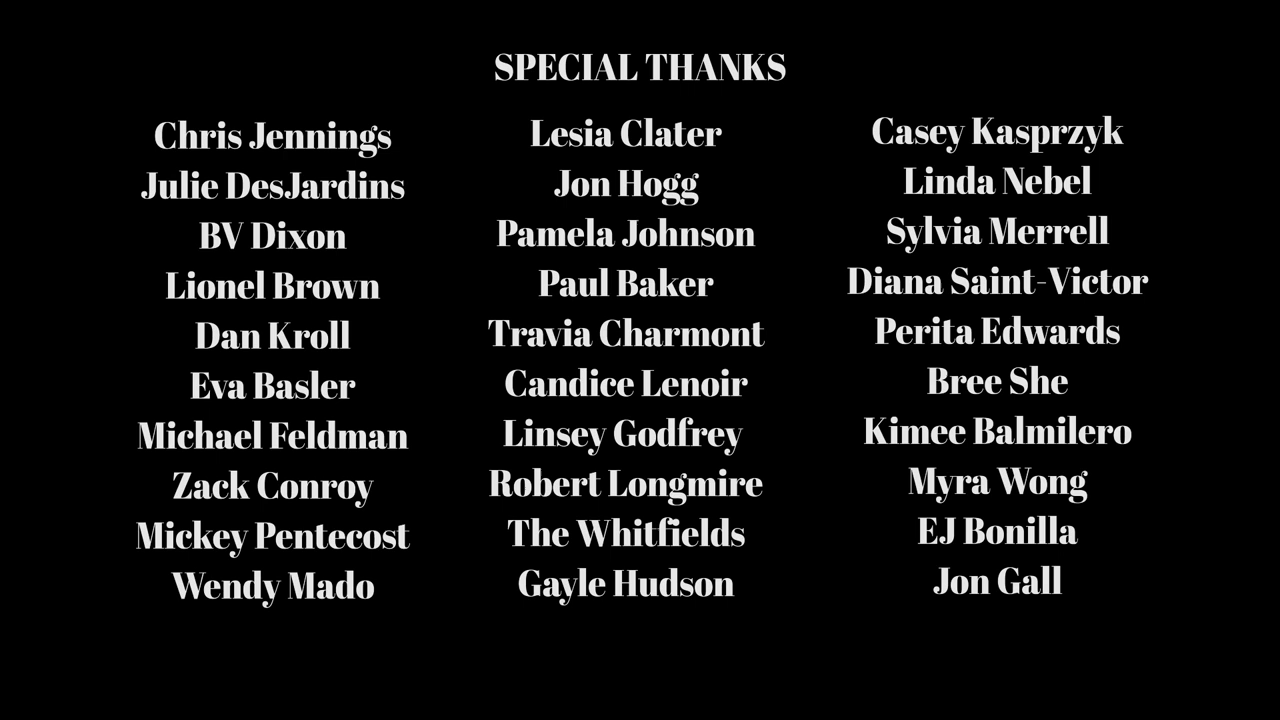 SPECIAL THANKS
Chris Jennings
Julie DesJardins
BV Dixon
Lionel Brown
Dan Kroll
Eva Basler
Michael Feldman
Zack Conroy
Mickey Pentecost
Wendy Mado
Lesia Clater
Jon Hogg
Pamela Johnson
Paul Baker
Travia Charmont
Candice Lenoir
Linsey Godfrey
Robert Longmire
The Whitfields
Gayle Hudson
Casey Kasprzyk
Linda Nebel
Sylvia Merrell
Diana Saint-Victor
Perita Edwards
Bree She
Kimee Balmilero
Myra Wong
EJ Bonilla
Jon Gall